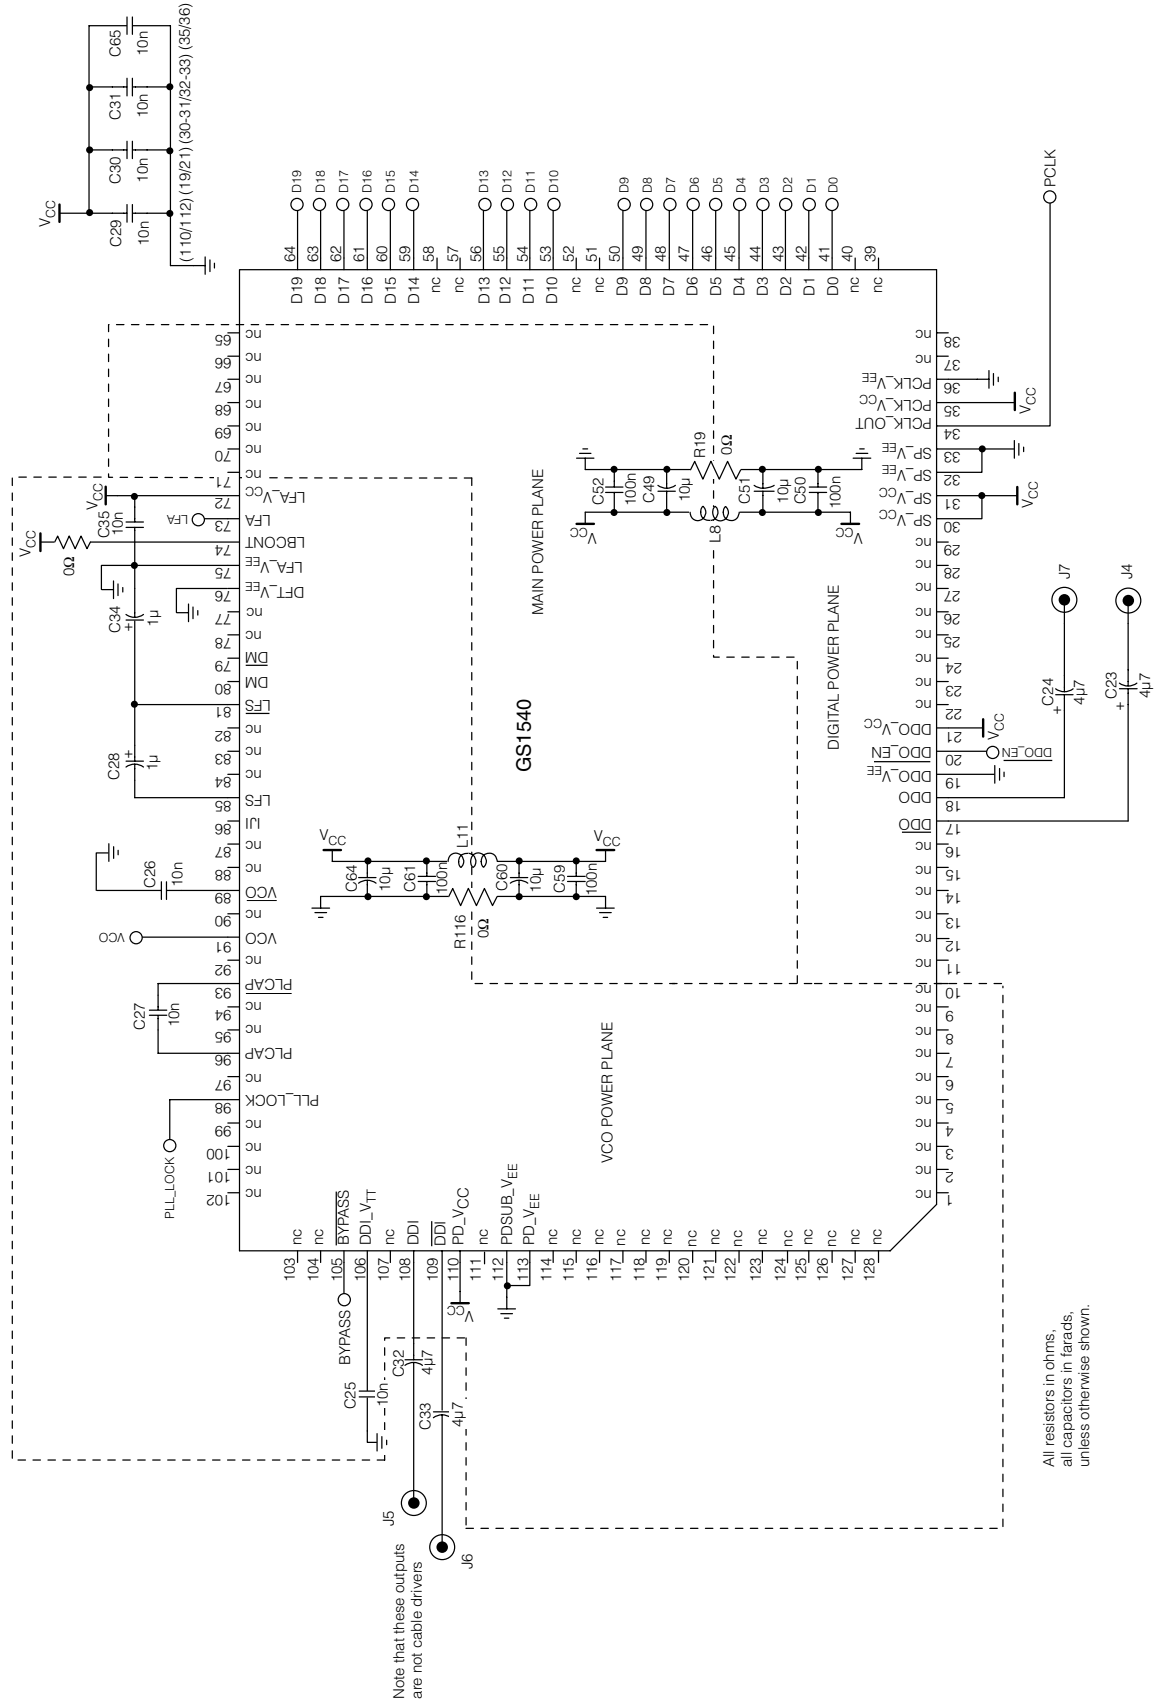 VCC
C29
10n
C30
10n
C31
10n
C65
10n
(110/112) (19/21) (30-31/32-33) (35/36)
D19
D18
D17
D16
D15
D14
D13
D12
D11
D10
D9
D8
D7
D6
D5
D4
D3
D2
D1
D0
64
63
62
61
60
59
58
57
56
55
54
53
52
51
50
49
48
47
46
45
44
43
42
41
40
39
D19
D18
D17
D16
D15
D14
nc
nc
D13
D12
D11
D10
nc
nc
D9
D8
D7
D6
D5
D4
D3
D2
D1
D0
nc
nc
PCLK
65 nc
66 nc
67 nc
68 nc
69 nc
70 nc
71 nc
72 LFA_VCC
73 LFA
74 LBCONT
75 LFA_VEE
76 DFT_VEE
77 nc
78 nc
79 DM
80 DM
81 LFS
82 nc
83 nc
84 nc
85 LFS
86 IJI
87 nc
88 nc
89 VCO
90 nc
91 VCO
92 nc
93 PLCAP
94 nc
95 nc
96 PLCAP
97 nc
98 PLL_LOCK
99 nc
100 nc
101 nc
102 nc
VCC
C35
10n
LFA
VCC
0Ω
C34
+
1µ
C28
+
1µ
C26
10n
VCO
C27
10n
PLL_LOCK
38 nc
37 nc
36 PCLK_VEE
35 PCLK_VCC
34 PCLK_OUT
33 SP_VEE
32 SP_VEE
31 SP_VCC
30 SP_VCC
29 nc
28 nc
27 nc
26 nc
25 nc
24 nc
23 nc
22 nc
21 DDO_VCC
20 DDO_EN
19 DDO_VEE
18 DDO
17 DDO
16 nc
15 nc
14 nc
13 nc
12 nc
11 nc
10 nc
9 nc
8 nc
7 nc
6 nc
5 nc
4 nc
3 nc
2 nc
1 nc
VCC
VCC
VCC
DDO_EN
C24
+
4µ7
J7
C23
+
4µ7
J4
MAIN POWER PLANE
C52
100n
C49
10µ
R19
0Ω
C51
10µ
C50
100n
VCC
L8
VCC
DIGITAL POWER PLANE
GS1540
VCC
L11
VCC
C64
10µ
C61
100n
C60
10µ
C59
100n
R116
0Ω
VCO POWER PLANE
103 nc
104 nc
105 BYPASS
106 DDI_VTT
107 nc
108 DDI
109 DDI
110 PD_VCC
111 nc
112 PDSUB_VEE
113 PD_VEE
114 nc
115 nc
116 nc
117 nc
118 nc
119 nc
120 nc
121 nc
122 nc
123 nc
124 nc
125 nc
126 nc
127 nc
128 nc
BYPASS
VCC
C25
10n
C32
4µ7
C33
4µ7
J5
J6
Note that these outputs
are not cable drivers
All resistors in ohms,
all capacitors in farads,
unless otherwise shown.